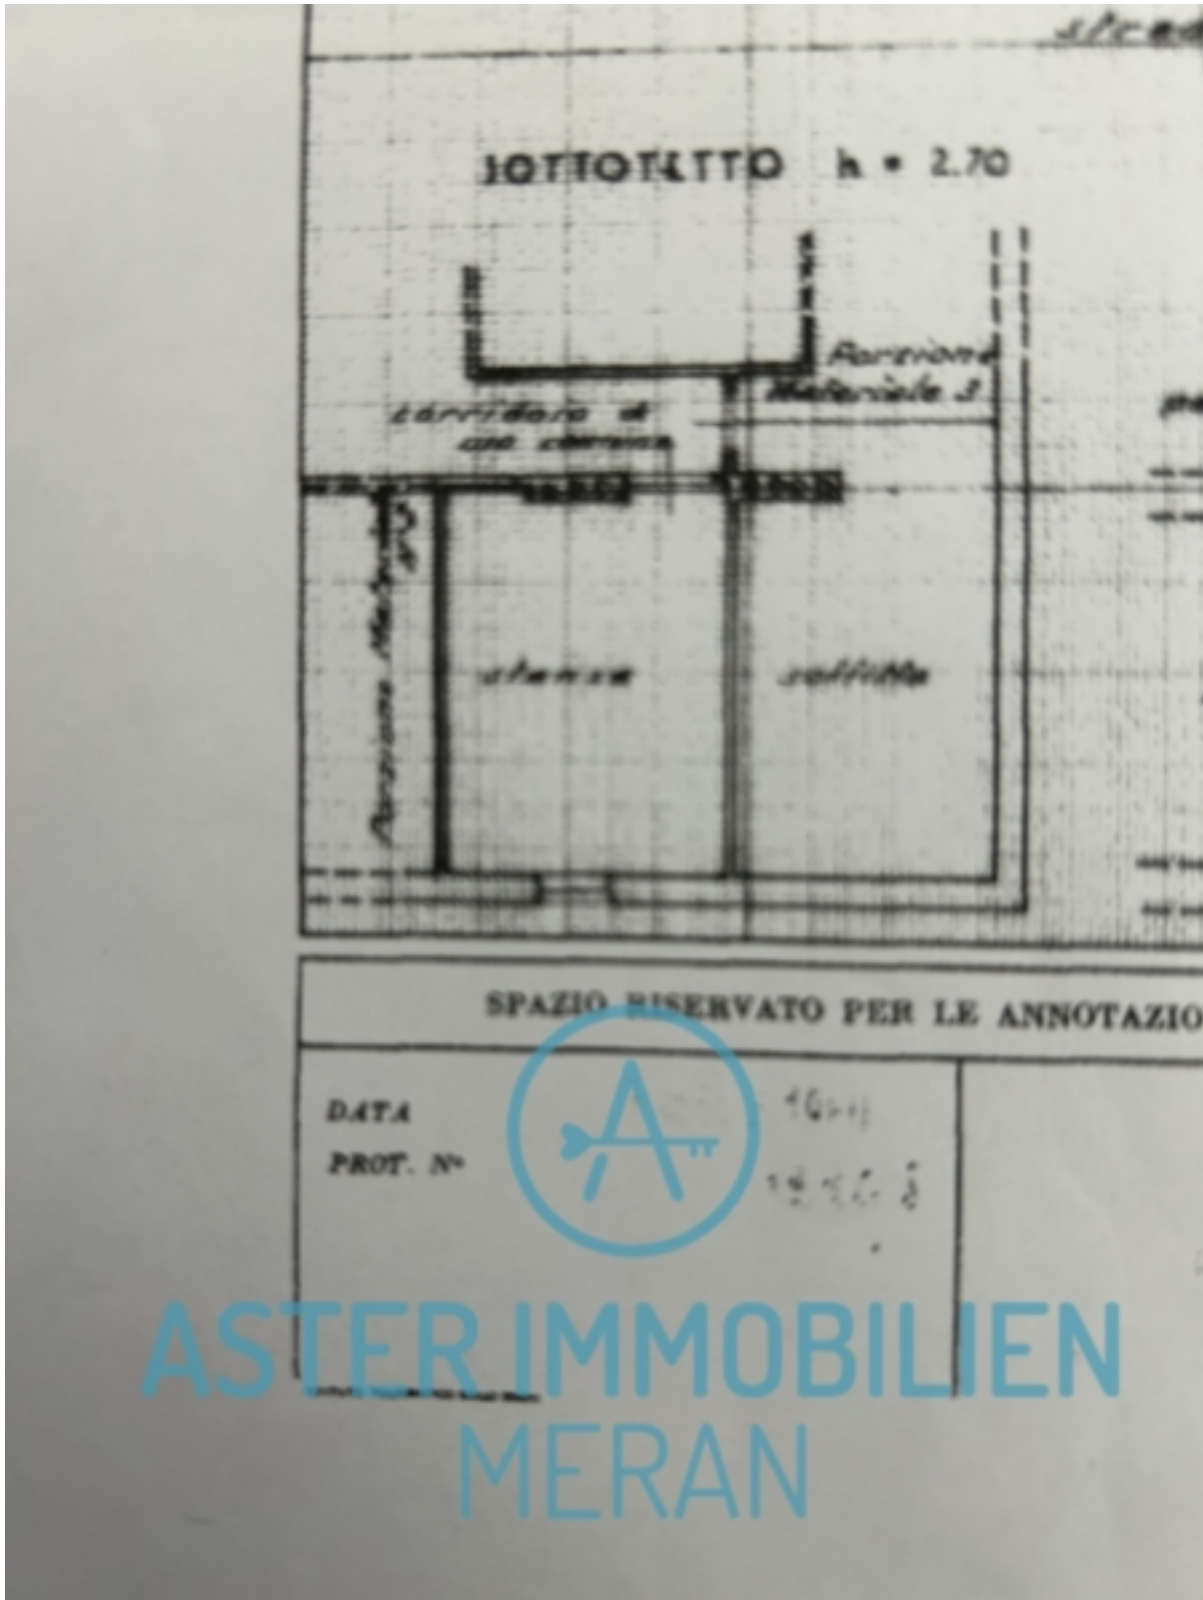 SOTTOTETTO h = 2.70
Porzione
Materiale 3
corridoio di
uso comune
Porzione
stanza
soffitta
SPAZIO RISERVATO PER LE ANNOTAZIO
DATA
PROT. N°
ASTER IMMOBILIEN
MERAN